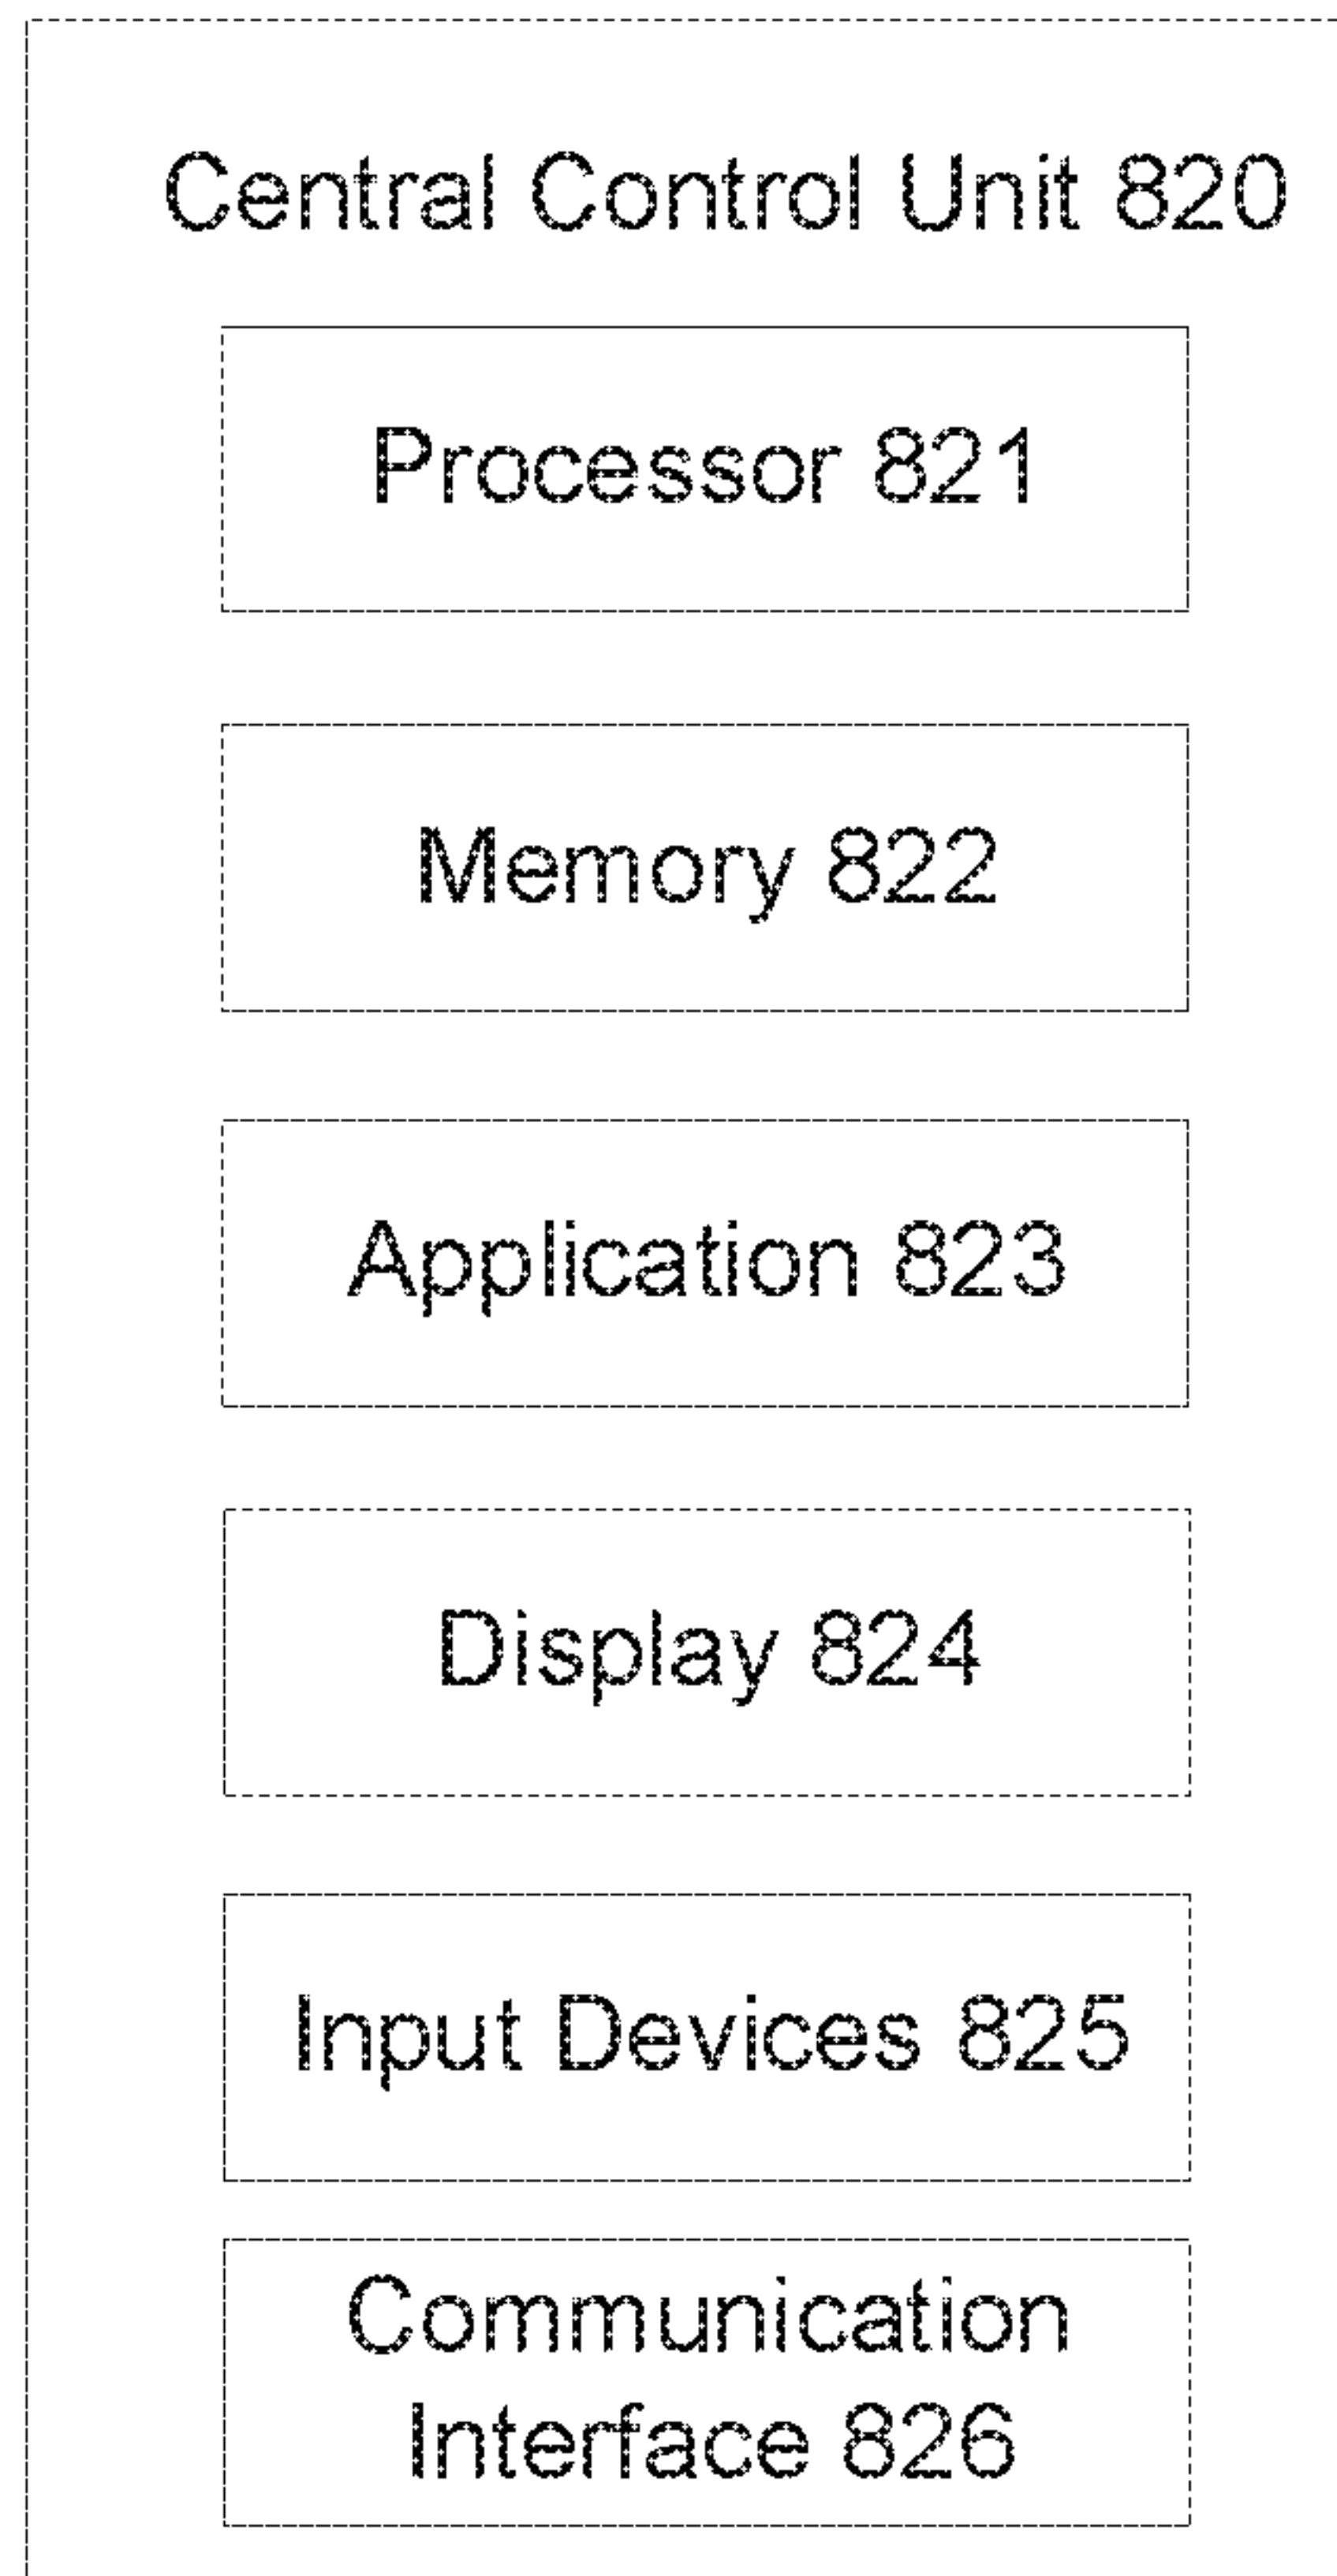 Central Control Unit 820
Processor 821
Memory 822
Application 823
Display 824
Input Devices 825
Communication
Interface 826